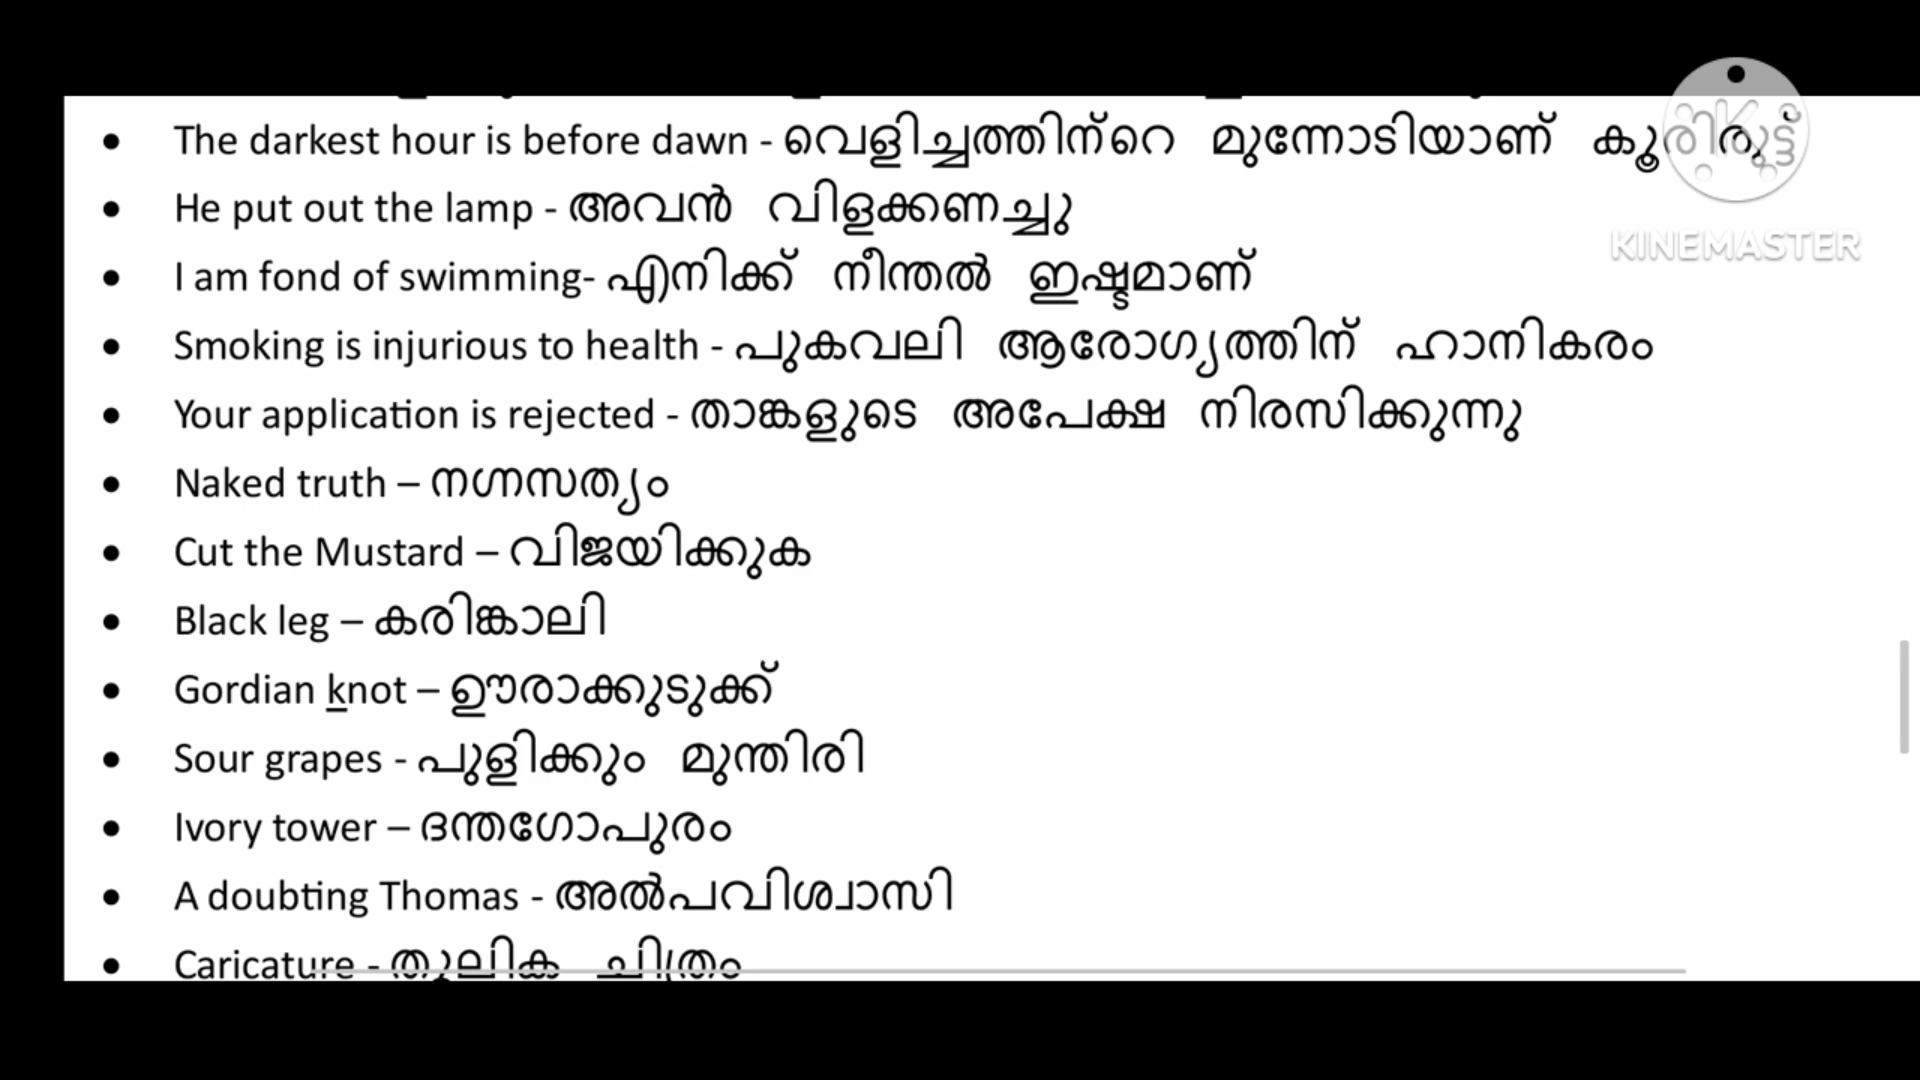 • The darkest hour is before dawn - വെളിച്ചത്തിന്റെ മുന്നോടിയാണ് കൂരിരുട്ട്
• He put out the lamp - അവൻ വിളക്കണച്ചു
• I am fond of swimming- എനിക്ക് നീന്തൽ ഇഷ്ടമാണ്
• Smoking is injurious to health - പുകവലി ആരോഗ്യത്തിന് ഹാനികരം
• Your application is rejected - താങ്കളുടെ അപേക്ഷ നിരസിക്കുന്നു
• Naked truth – നഗ്നസത്യം
• Cut the Mustard – വിജയിക്കുക
• Black leg – കരിങ്കാലി
• Gordian knot – ഊരാക്കുടുക്ക്
• Sour grapes - പുളിക്കും മുന്തിരി
• Ivory tower – ദന്തഗോപുരം
• A doubting Thomas - അൽപവിശ്വാസി
• Caricature - തൂലിക ചിത്രം
KINEMASTER